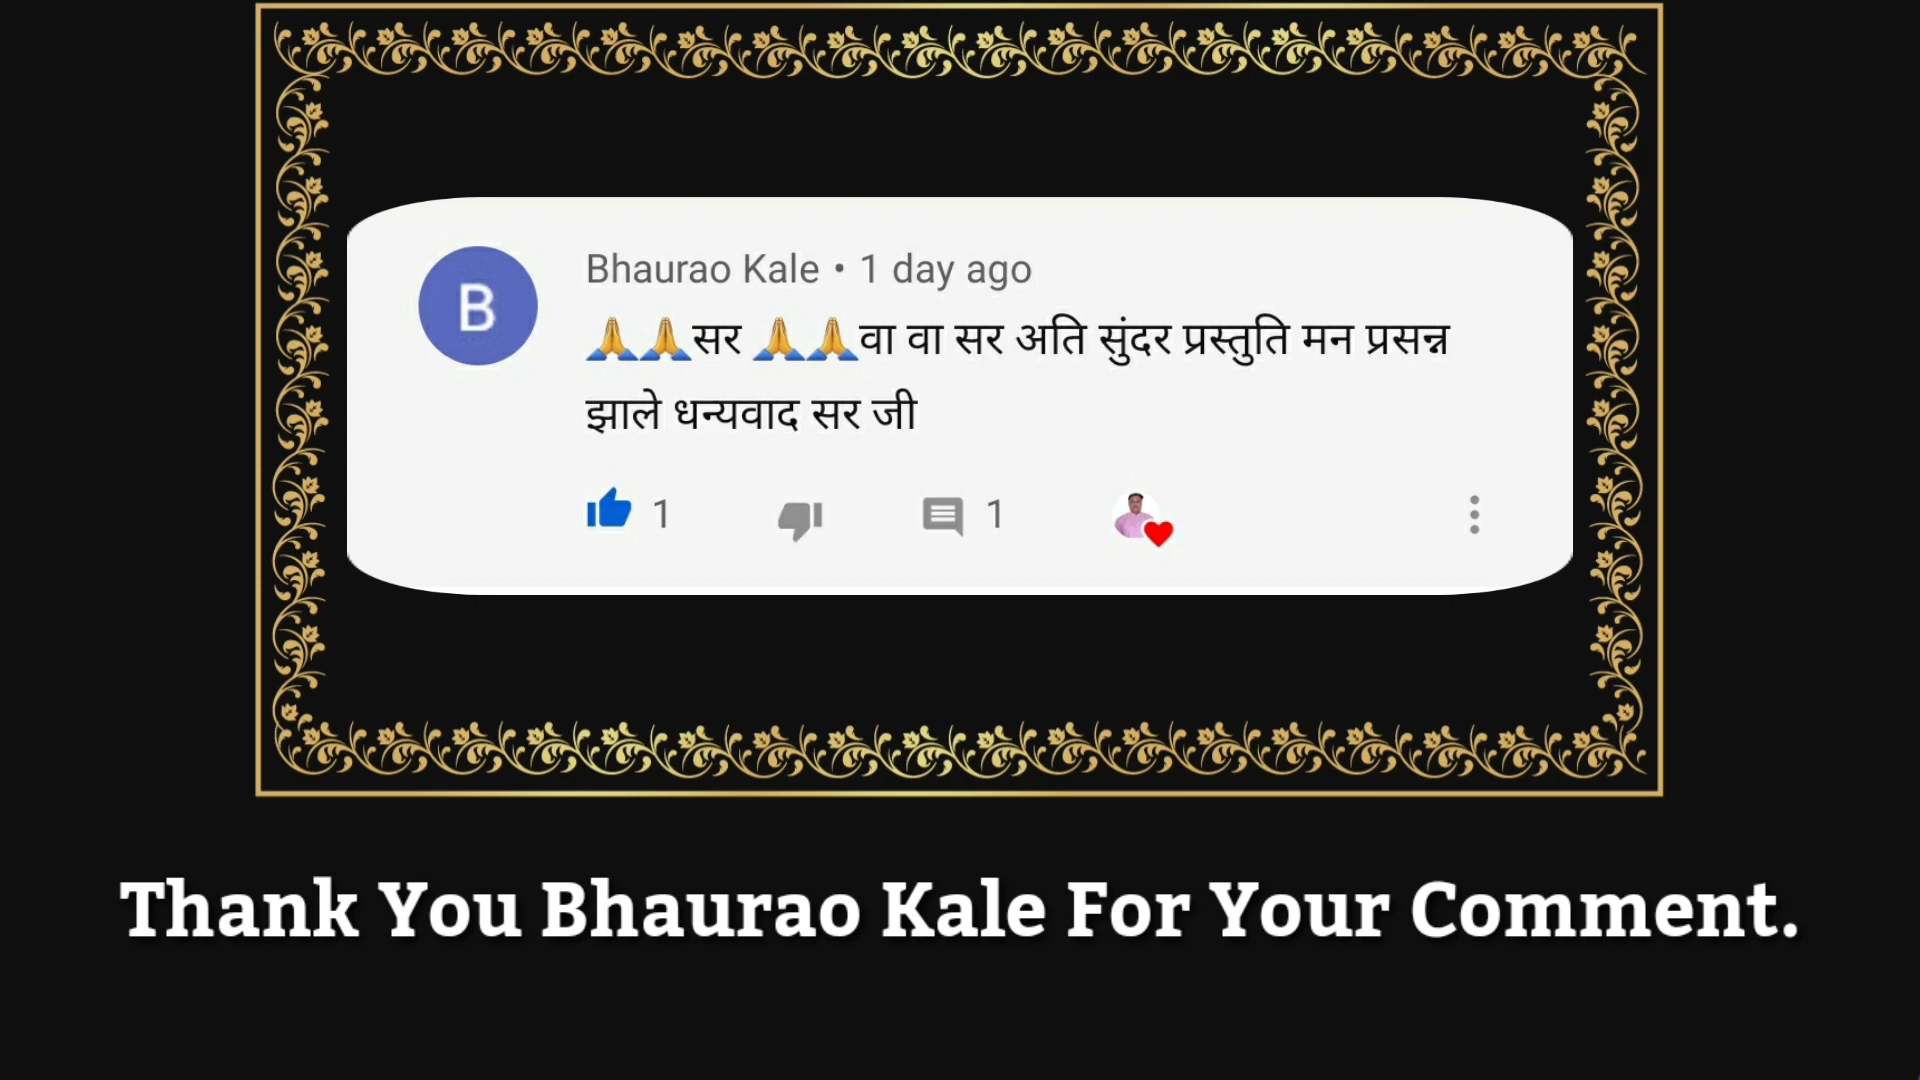 B
Bhaurao Kale • 1 day ago
🙏🙏सर 🙏🙏वा वा सर अति सुंदर प्रस्तुति मन प्रसन्न
झाले धन्यवाद सर जी
1 1
Thank You Bhaurao Kale For Your Comment.